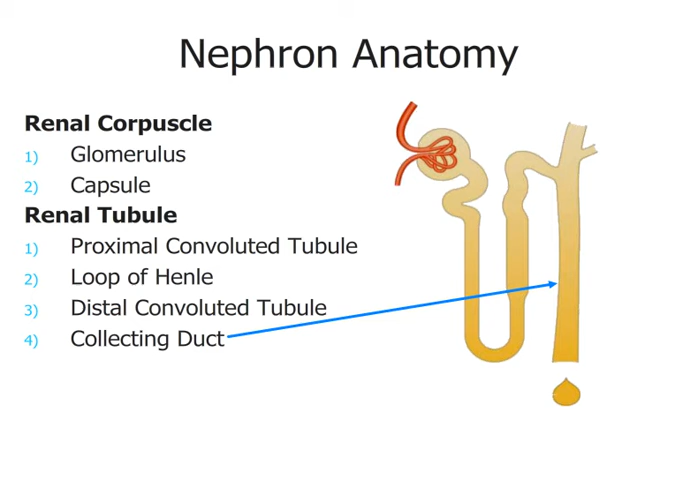 Nephron Anatomy
Renal Corpuscle
1) Glomerulus
2) Capsule
Renal Tubule
1) Proximal Convoluted Tubule
2) Loop of Henle
3) Distal Convoluted Tubule
4) Collecting Duct